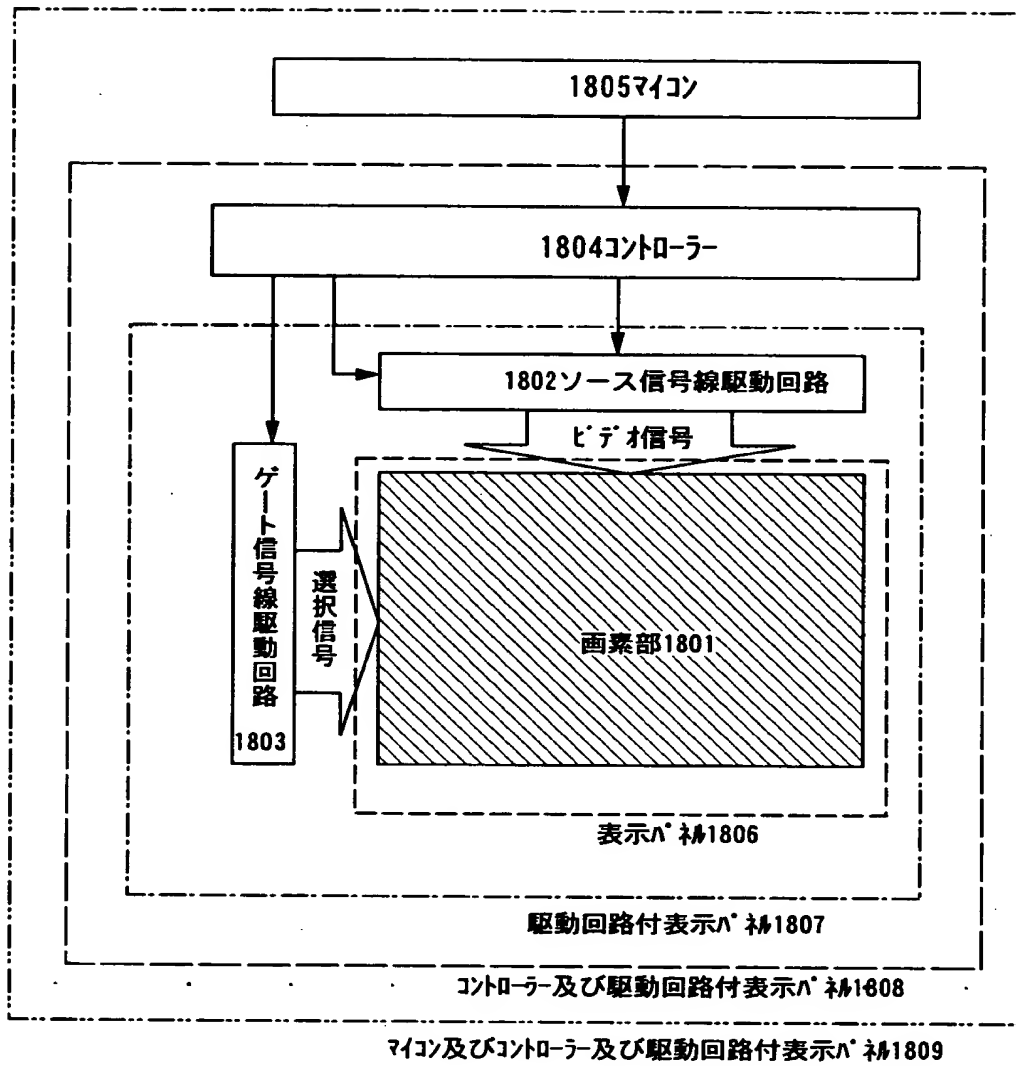 1805マイコン
1804コントローラー
1802ソース信号線駆動回路
ビデオ信号
ゲート信号線駆動回路
1803
選択信号
画素部1801
表示パネル1806
駆動回路付表示パネル1807
コントローラー及び駆動回路付表示パネル1808
マイコン及びコントローラー及び駆動回路付表示パネル1809